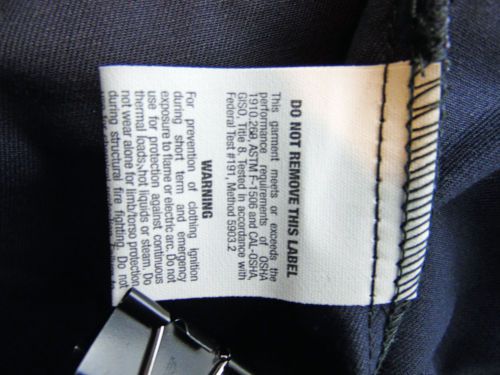 DO NOT REMOVE THIS LABEL
This garment meets or exceeds the
performance requirements of OSHA
1910.269, ASTM F-1506 and CAL-OSHA,
GISO, Title 8. Tested in accordance with
Federal Test #191, Method 5903.2
WARNING
For prevention of clothing ignition
during short term and emergency
exposure to flame or electric arc. Do not
use for protection against continuous
thermal loads, hot liquids or steam. Do
not wear alone for limb/torso protection
during structural fire fighting. Do not